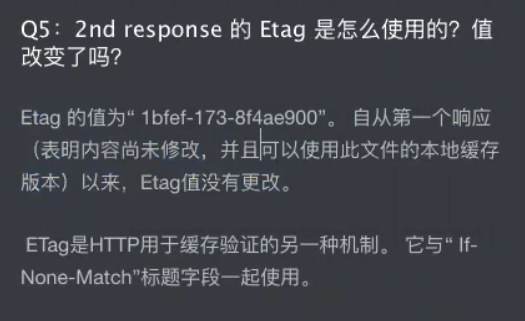 Q5：2nd response 的 Etag 是怎么使用的？值
改变了吗？
Etag 的值为“ 1bfef-173-8f4ae900”。 自从第一个响应
（表明内容尚未修改，并且可以使用此文件的本地缓存
版本）以来，Etag值没有更改。
ETag是HTTP用于缓存验证的另一种机制。 它与“ If-
None-Match”标题字段一起使用。